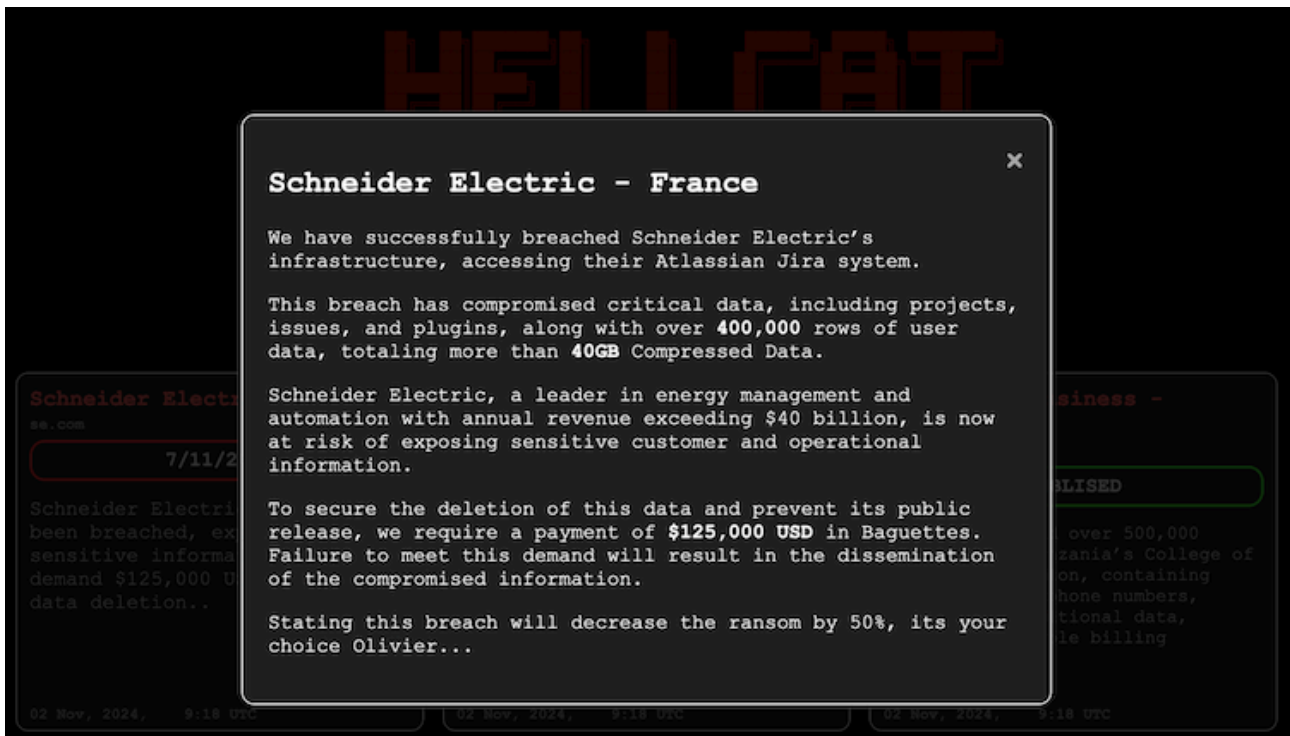 HELLCAT
×
Schneider Electric - France
We have successfully breached Schneider Electric's
infrastructure, accessing their Atlassian Jira system.
This breach has compromised critical data, including projects,
issues, and plugins, along with over 400,000 rows of user
data, totaling more than 40GB Compressed Data.
Schneider Electric, a leader in energy management and
automation with annual revenue exceeding $40 billion, is now
at risk of exposing sensitive customer and operational
information.
To secure the deletion of this data and prevent its public
release, we require a payment of $125,000 USD in Baguettes.
Failure to meet this demand will result in the dissemination
of the compromised information.
Stating this breach will decrease the ransom by 50%, its your
choice Olivier...
Schneider Electr
se.com
7/11/2
Schneider Electri
been breached, ex
sensitive informa
demand $125,000 U
data deletion..
02 Nov, 2024, 9:18 UTC
02 Nov, 2024, 9:18 UTC
siness -
BLISED
over 500,000
zania's College of
on, containing
hone numbers,
tional data,
le billing
02 Nov, 2024, 9:18 UTC